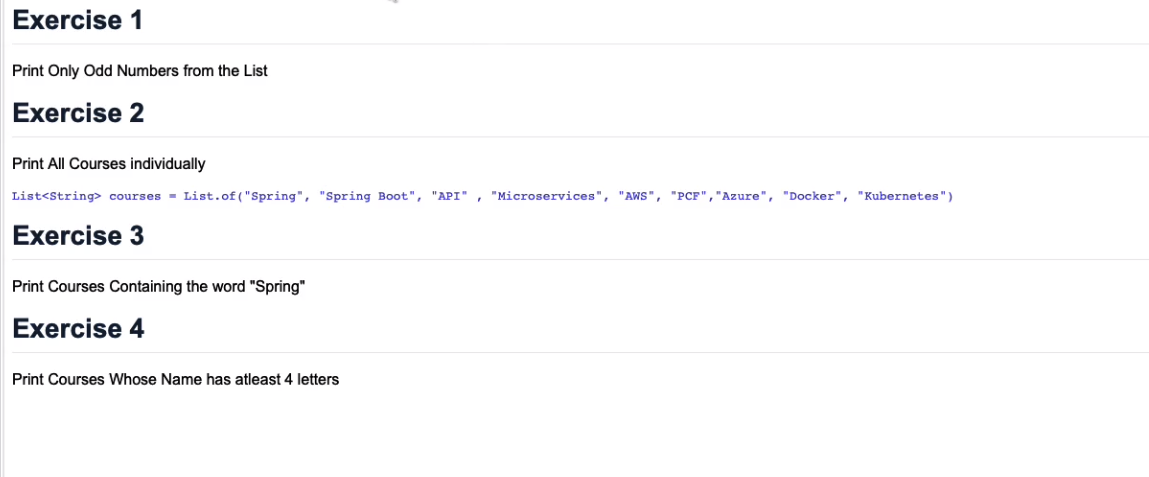 Exercise 1
Print Only Odd Numbers from the List
Exercise 2
Print All Courses individually
List<String> courses = List.of("Spring", "Spring Boot", "API" , "Microservices", "AWS", "PCF","Azure", "Docker", "Kubernetes")
Exercise 3
Print Courses Containing the word "Spring"
Exercise 4
Print Courses Whose Name has atleast 4 letters